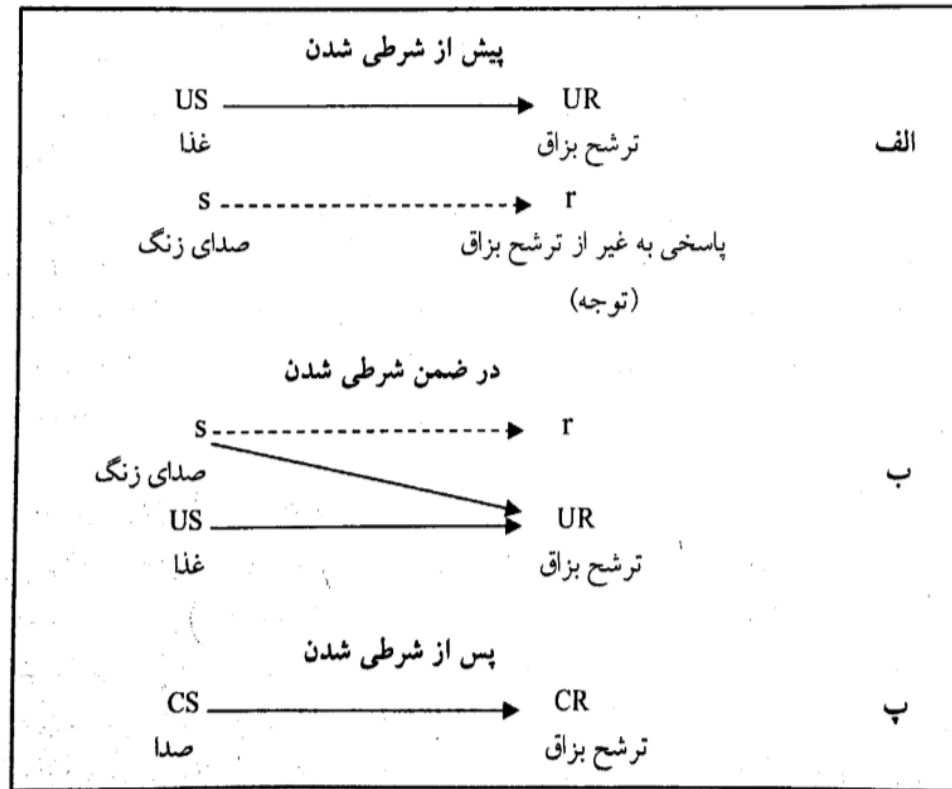 پیش از شرطی شدن
US UR
غذا ترشح بزاق الف
s r
صدای زنگ پاسخی به غیر از ترشح بزاق
(توجه)
در ضمن شرطی شدن
s r
صدای زنگ ب
US UR
غذا ترشح بزاق
پس از شرطی شدن
CS CR پ
صدا ترشح بزاق